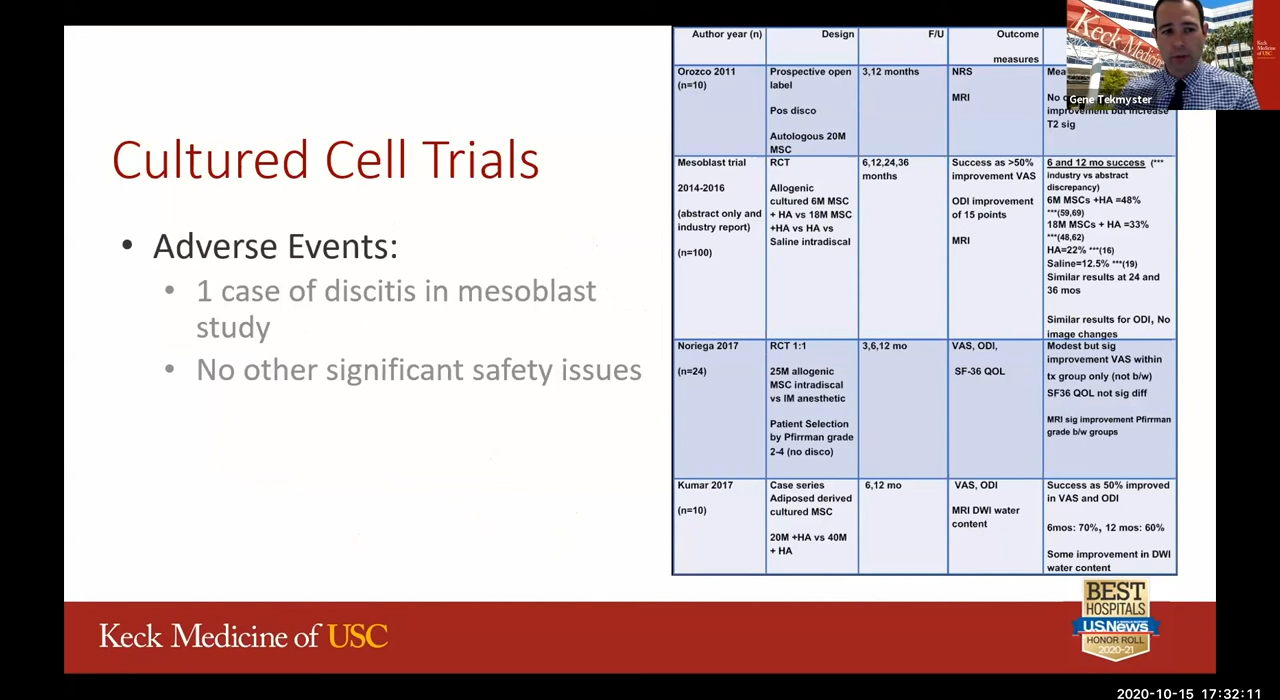 Cultured Cell Trials
• Adverse Events:
• 1 case of discitis in mesoblast
study
• No other significant safety issues
Author year (n)
Design
F/U
Outcome
measures
Orozco 2011
(n=10)
Prospective open
label
Pos disco
Autologous 20M
MSC
3,12 months
NRS
MRI
Mea
No
improvement but increase
T2 sig
Mesoblast trial
2014-2016
(abstract only and
industry report)
(n=100)
RCT
Allogenic
cultured 6M MSC
+ HA vs 18M MSC
+HA vs HA vs
Saline intradiscal
6,12,24,36
months
Success as >50%
improvement VAS
ODI improvement
of 15 points
MRI
6 and 12 mo success (***
industry vs abstract
discrepancy)
6M MSCs +HA =48%
***(59,69)
18M MSCs + HA =33%
***(48,62)
HA=22% ***(16)
Saline=12.5% ***(19)
Similar results at 24 and
36 mos
Similar results for ODI, No
image changes
Noriega 2017
(n=24)
RCT 1:1
25M allogenic
MSC intradiscal
vs IM anesthetic
Patient Selection
by Pfirrman grade
2-4 (no disco)
3,6,12 mo
VAS, ODI,
SF-36 QOL
Modest but sig
improvement VAS within
tx group only (not b/w)
SF36 QOL not sig diff
MRI sig improvement Pfirrman
grade b/w groups
Kumar 2017
(n=10)
Case series
Adiposed derived
cultured MSC
20M +HA vs 40M
+ HA
6,12 mo
VAS, ODI
MRI DWI water
content
Success as 50% improved
in VAS and ODI
6mos: 70%, 12 mos: 60%
Some improvement in DWI
water content
Keck Medicine
Keck
Medicine
of USC
Gene Tekmyster
Keck Medicine of USC
BEST
HOSPITALS
U.S.News
HONOR ROLL
2020-21
2020-10-15 17:32:11